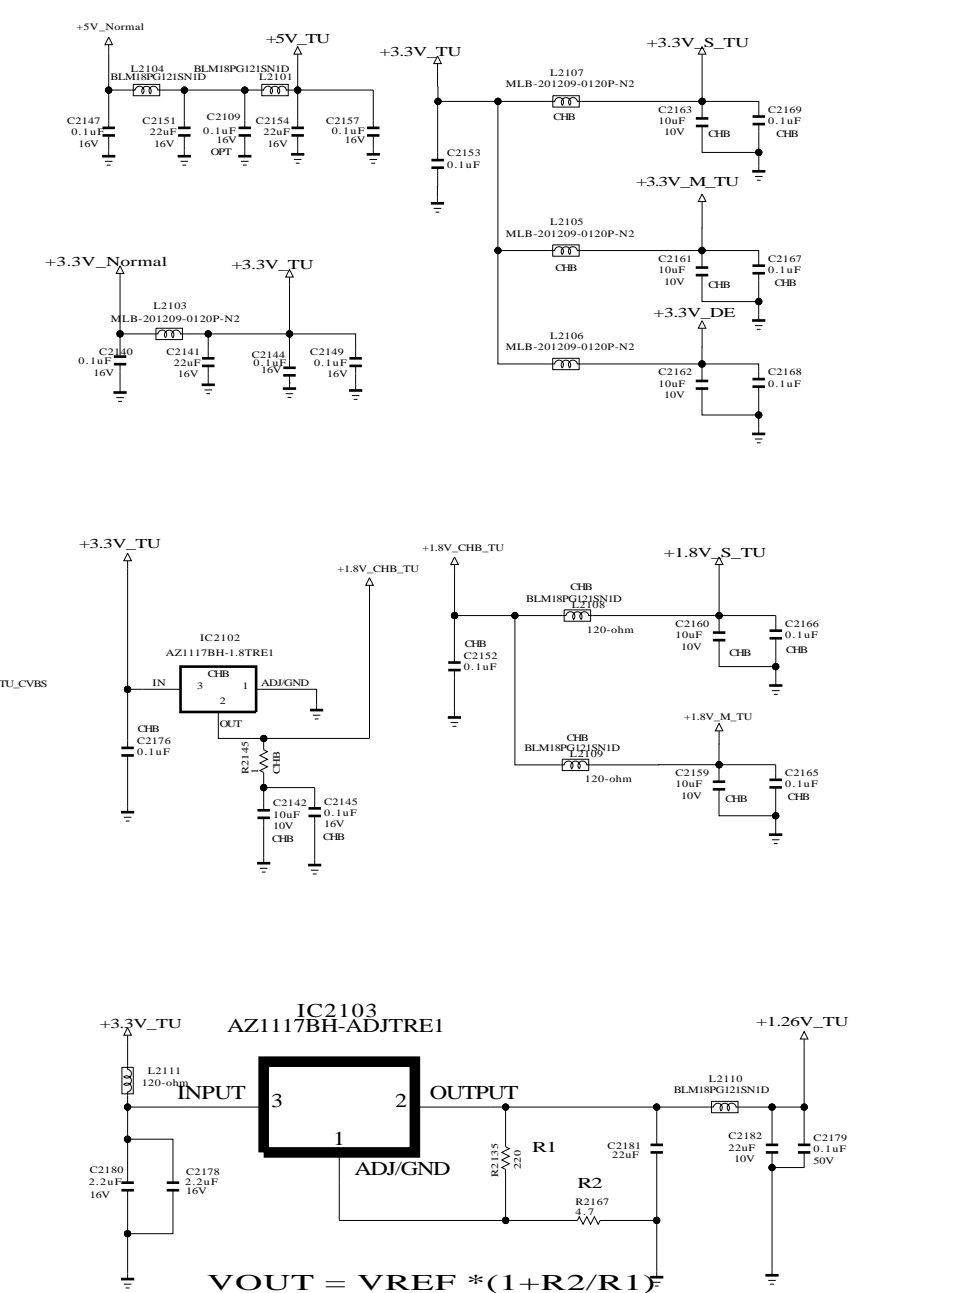 +5V_Normal
+5V_TU
L2104
BLM18PG121SN1D
BLM18PG121SN1D
L2101
C2147
0.1uF
16V
C2151
22uF
16V
C2109
0.1uF
16V
OPT
C2154
22uF
16V
C2157
0.1uF
16V
+3.3V_TU
+3.3V_S_TU
L2107
MLB-201209-0120P-N2
CHB
C2163
10uF
10V
CHB
C2169
0.1uF
CHB
C2153
0.1uF
+3.3V_M_TU
L2105
MLB-201209-0120P-N2
CHB
C2161
10uF
10V
CHB
C2167
0.1uF
CHB
+3.3V_DE
L2106
MLB-201209-0120P-N2
C2162
10uF
10V
C2168
0.1uF
+3.3V_Normal
+3.3V_TU
L2103
MLB-201209-0120P-N2
C2140
0.1uF
16V
C2141
22uF
16V
C2144
0.1uF
16V
C2149
0.1uF
16V
+3.3V_TU
+1.8V_CHB_TU
IC2102
AZ1117BH-1.8TRE1
CHB
TU_CVBS
IN
3
1
ADJ/GND
2
OUT
CHB
C2176
0.1uF
R2145
1
CHB
C2142
10uF
10V
CHB
C2145
0.1uF
16V
CHB
+1.8V_CHB_TU
+1.8V_S_TU
CHB
BLM18PG121SN1D
L2108
120-ohm
CHB
C2152
0.1uF
C2160
10uF
10V
CHB
C2166
0.1uF
CHB
+1.8V_M_TU
CHB
BLM18PG121SN1D
L2109
120-ohm
C2159
10uF
10V
CHB
C2165
0.1uF
CHB
IC2103
AZ1117BH-ADJTRE1
+3.3V_TU
+1.26V_TU
L2111
120-ohm
INPUT
3
2
OUTPUT
1
ADJ/GND
L2110
BLM18PG121SN1D
R2135
220
R1
C2181
22uF
C2182
22uF
10V
C2179
0.1uF
50V
C2180
2.2uF
16V
C2178
2.2uF
16V
R2
R2167
4.7
VOUT = VREF *(1+R2/R1)